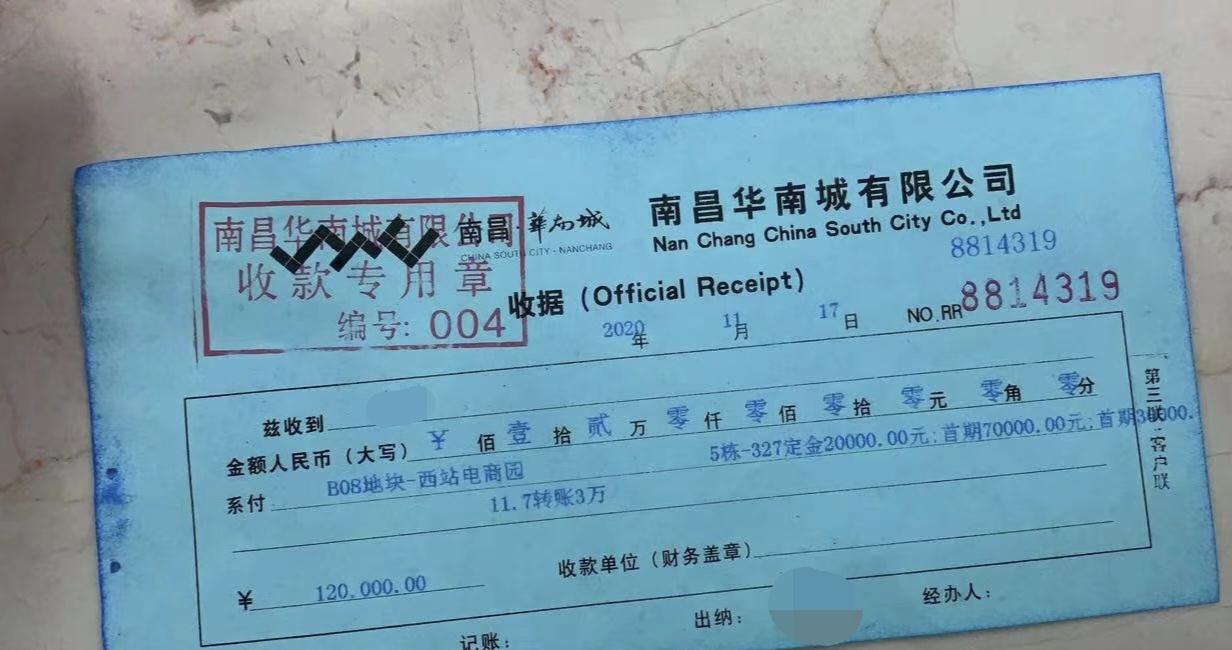 南昌华南城有限公司
收款专用章
编号: 004
南昌·華南城
CHINA SOUTH CITY - NANCHANG
南昌华南城有限公司
Nan Chang China South City Co.,Ltd
8814319
收据 (Official Receipt)
2020年 11月 17日 NO.RR8814319
兹收到
金额人民币（大写） ¥ 佰 壹拾 贰万 零仟 零佰 零拾 零元 零角 零分
系付 B08地块-西站电商园 5栋-327定金20000.00元;首期70000.00元;首期30000.
11.7转账3万
收款单位（财务盖章）
¥ 120,000.00
记账: 出纳: 经办人:
第三联:客户联